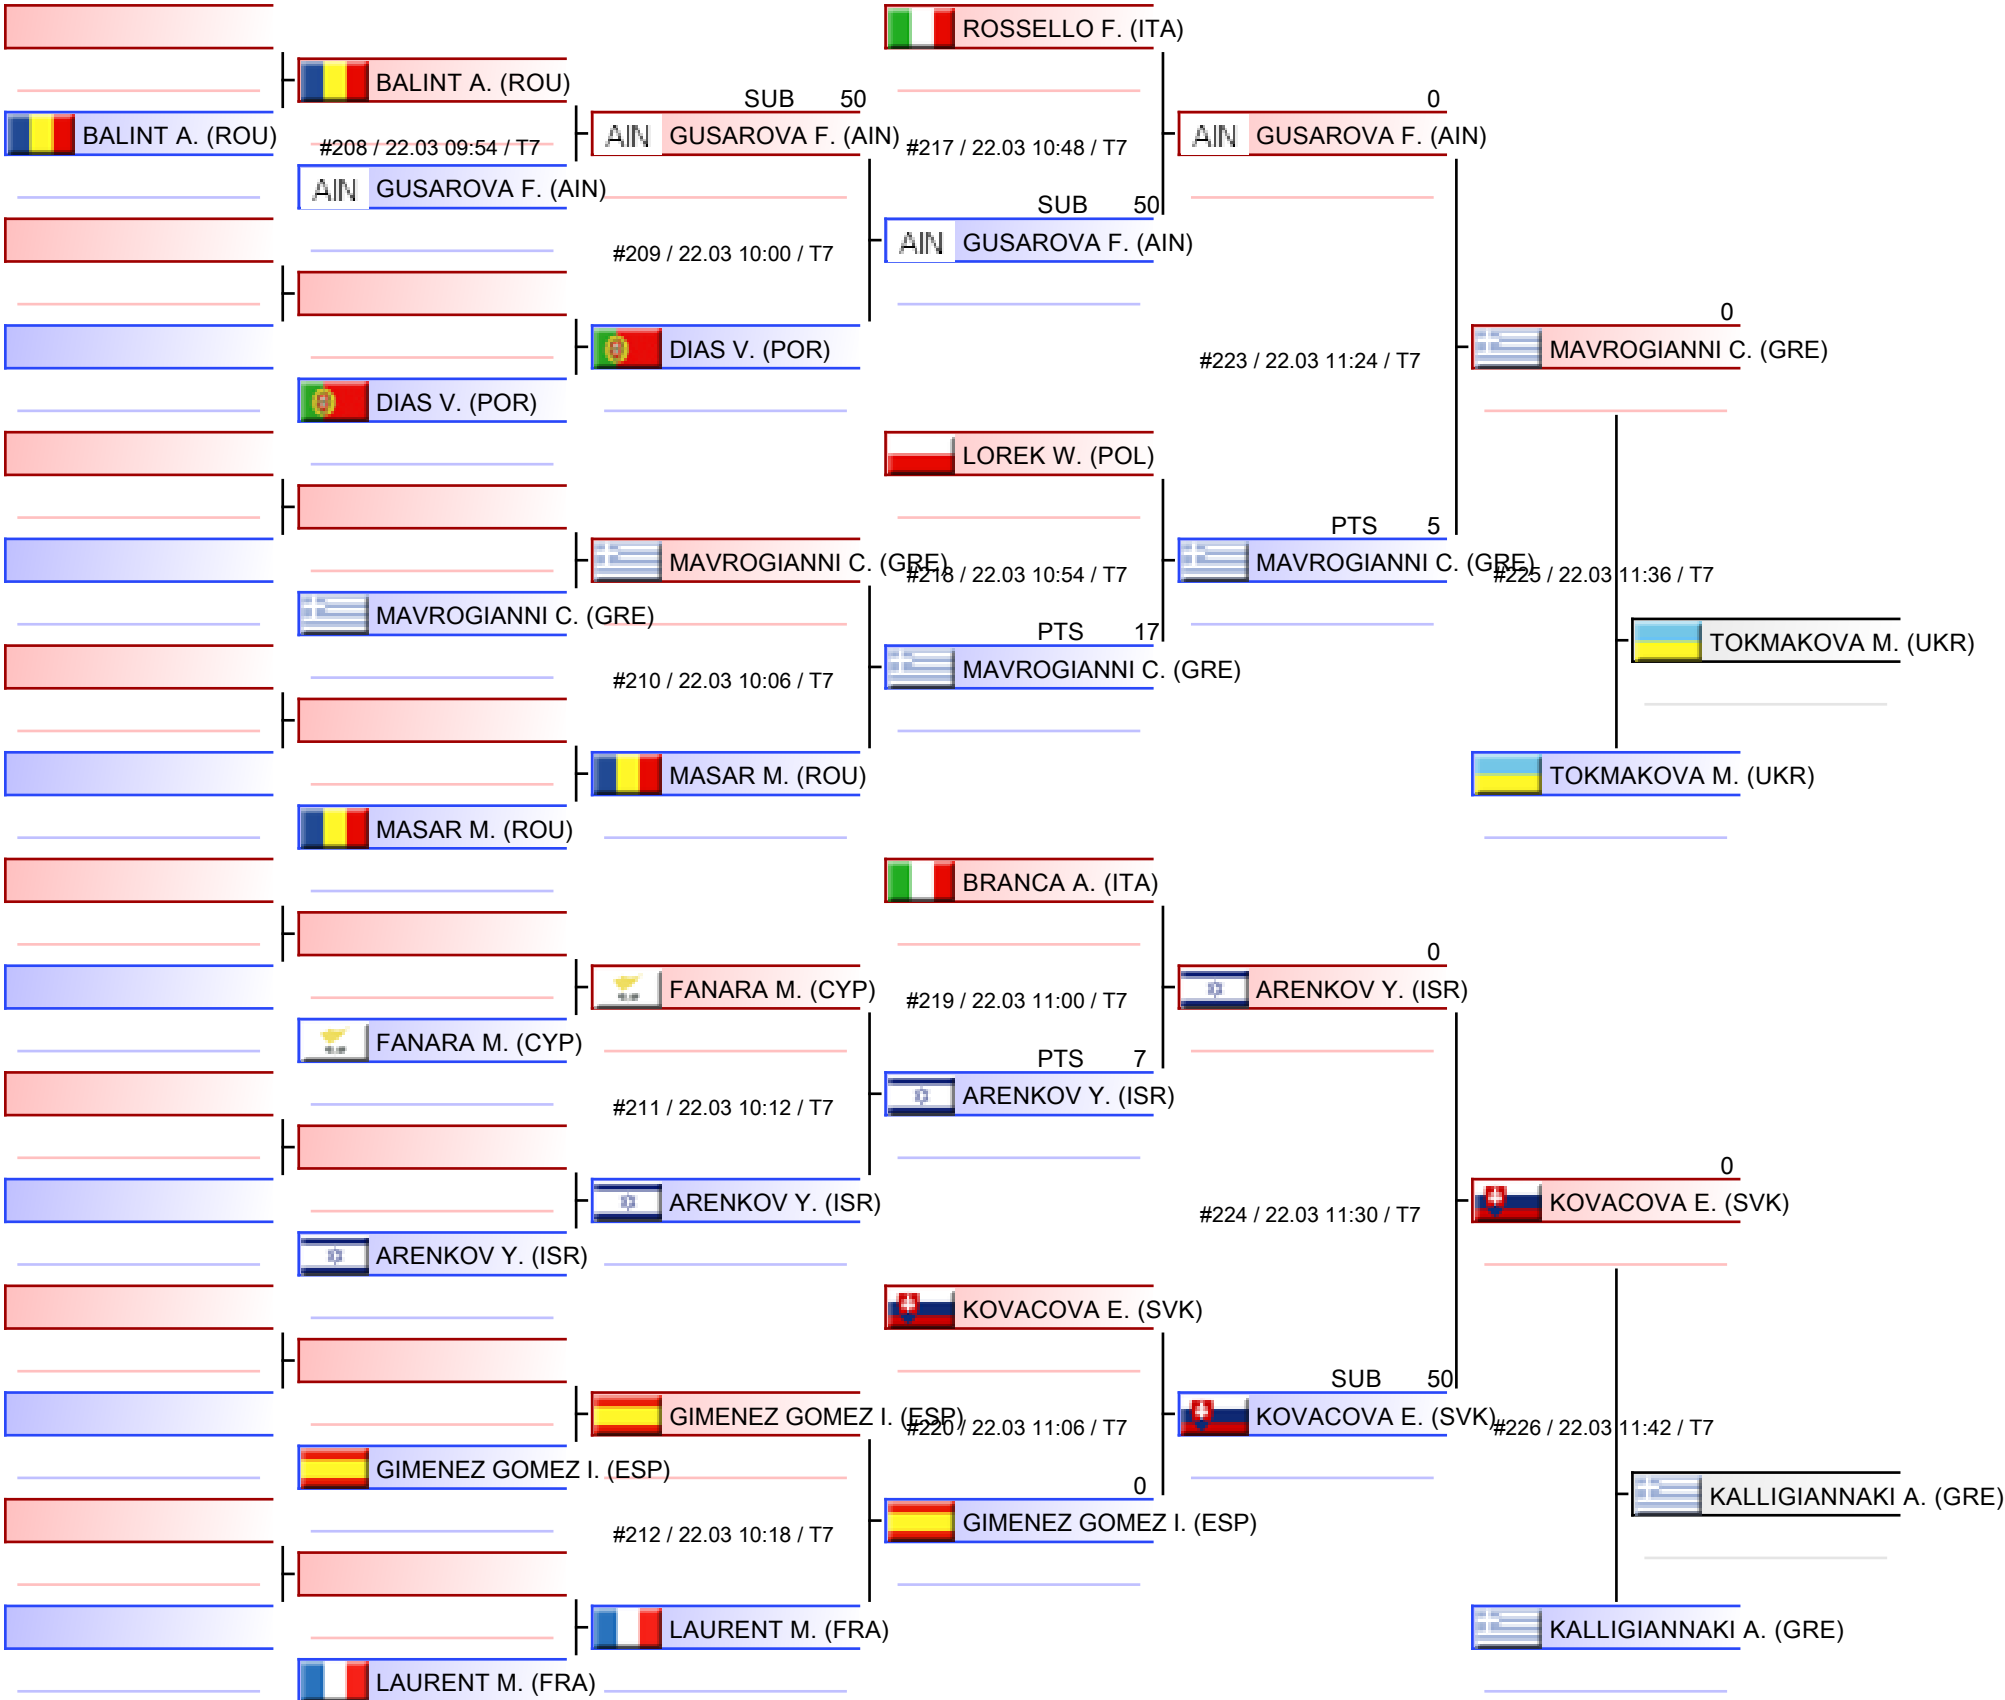 ROSSELLO F. (ITA)
BALINT A. (ROU)
SUB 50
0
BALINT A. (ROU)
#208 / 22.03 09:54 / T7
AIN GUSAROVA F. (AIN)
#217 / 22.03 10:48 / T7
AIN GUSAROVA F. (AIN)
AIN GUSAROVA F. (AIN)
SUB 50
#209 / 22.03 10:00 / T7
AIN GUSAROVA F. (AIN)
0
DIAS V. (POR)
#223 / 22.03 11:24 / T7
MAVROGIANNI C. (GRE)
DIAS V. (POR)
LOREK W. (POL)
PTS 5
MAVROGIANNI C. (GRE)
#218 / 22.03 10:54 / T7
MAVROGIANNI C. (GRE)
#225 / 22.03 11:36 / T7
MAVROGIANNI C. (GRE)
PTS 17
TOKMAKOVA M. (UKR)
#210 / 22.03 10:06 / T7
MAVROGIANNI C. (GRE)
MASAR M. (ROU)
TOKMAKOVA M. (UKR)
MASAR M. (ROU)
BRANCA A. (ITA)
0
FANARA M. (CYP)
#219 / 22.03 11:00 / T7
ARENKOV Y. (ISR)
FANARA M. (CYP)
PTS 7
#211 / 22.03 10:12 / T7
ARENKOV Y. (ISR)
0
ARENKOV Y. (ISR)
#224 / 22.03 11:30 / T7
KOVACOVA E. (SVK)
ARENKOV Y. (ISR)
KOVACOVA E. (SVK)
SUB 50
GIMENEZ GOMEZ I. (ESP)
#220 / 22.03 11:06 / T7
KOVACOVA E. (SVK)
#226 / 22.03 11:42 / T7
GIMENEZ GOMEZ I. (ESP)
0
KALLIGIANNAKI A. (GRE)
#212 / 22.03 10:18 / T7
GIMENEZ GOMEZ I. (ESP)
LAURENT M. (FRA)
KALLIGIANNAKI A. (GRE)
LAURENT M. (FRA)